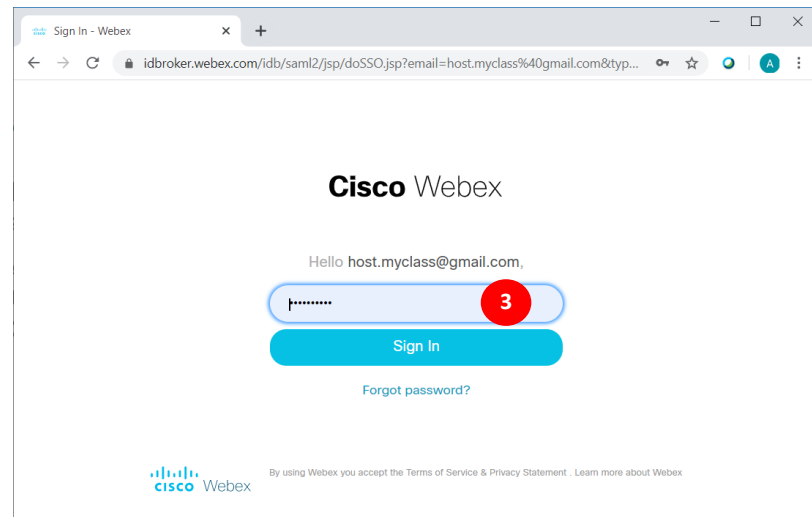 Sign In - Webex
idbroker.webex.com/idb/saml2/jsp/doSSO.jsp?email=host.myclass%40gmail.com&typ...
A
Cisco Webex
Hello host.myclass@gmail.com,
••••••••••
3
Sign In
Forgot password?
CISCO Webex
By using Webex you accept the Terms of Service & Privacy Statement . Learn more about Webex